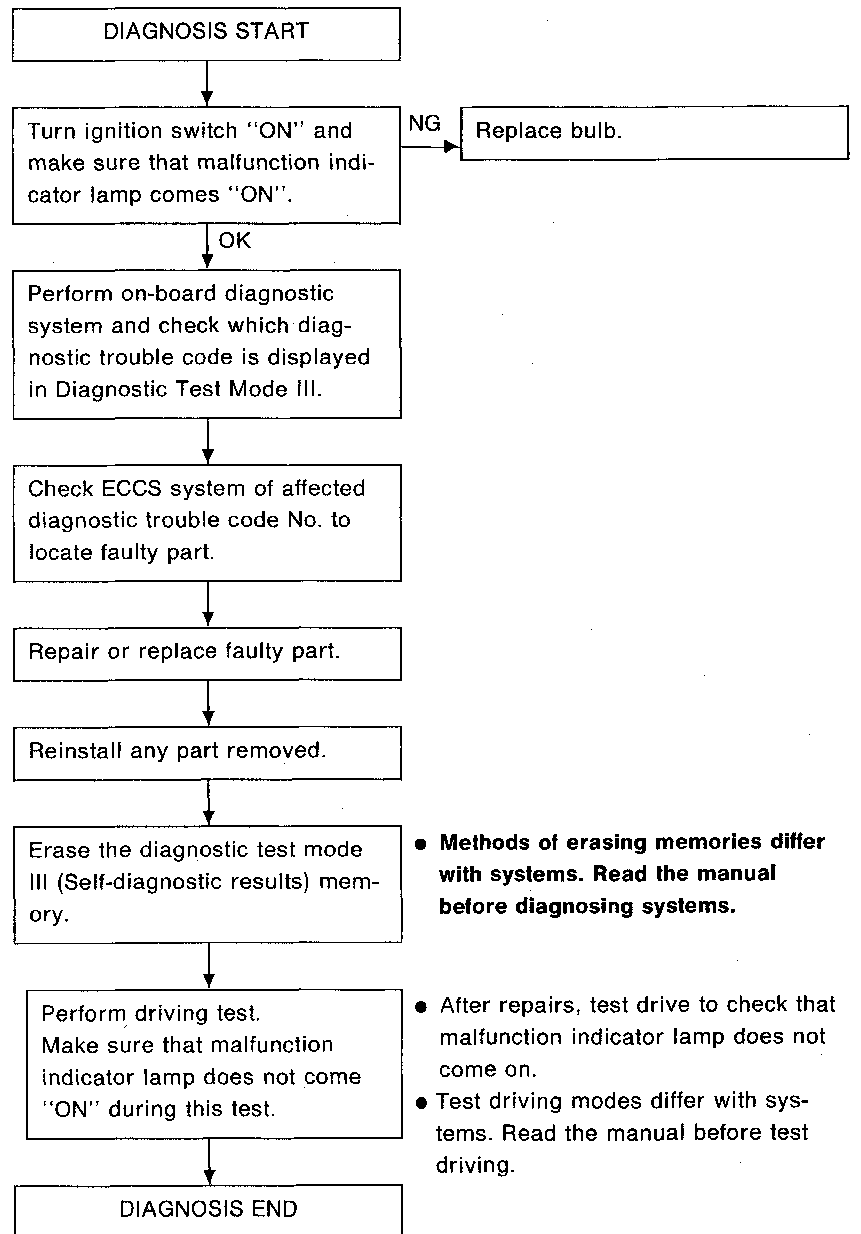 DIAGNOSIS START
Turn ignition switch “ON” and
make sure that malfunction indi-
cator lamp comes “ON”.
NG
Replace bulb.
OK
Perform on-board diagnostic
system and check which diag-
nostic trouble code is displayed
in Diagnostic Test Mode III.
Check ECCS system of affected
diagnostic trouble code No. to
locate faulty part.
Repair or replace faulty part.
Reinstall any part removed.
Erase the diagnostic test mode
III (Self-diagnostic results) mem-
ory.
● Methods of erasing memories differ
with systems. Read the manual
before diagnosing systems.
Perform driving test.
Make sure that malfunction
indicator lamp does not come
“ON” during this test.
● After repairs, test drive to check that
malfunction indicator lamp does not
come on.
● Test driving modes differ with sys-
tems. Read the manual before test
driving.
DIAGNOSIS END